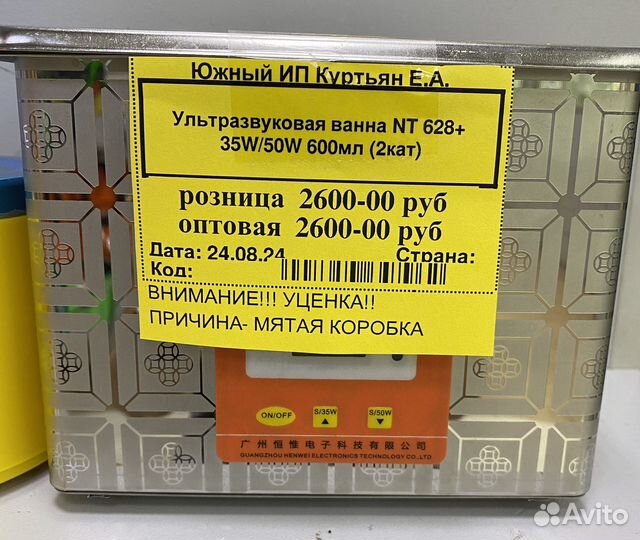 Южный ИП Куртьян Е.А.
Ультразвуковая ванна NT 628+
35W/50W 600мл (2кат)
розница 2600-00 руб
оптовая 2600-00 руб
Дата: 24.08.24 Страна:
Код:
ВНИМАНИЕ!!! УЦЕНКА!!
ПРИЧИНА- МЯТАЯ КОРОБКА
ON/OFF S/35W S/50W
广州恒惟电子科技有限公司
GUANGZHOU HENWEI ELECTRONICS TECHNOLOGY CO.,LTD
Avito